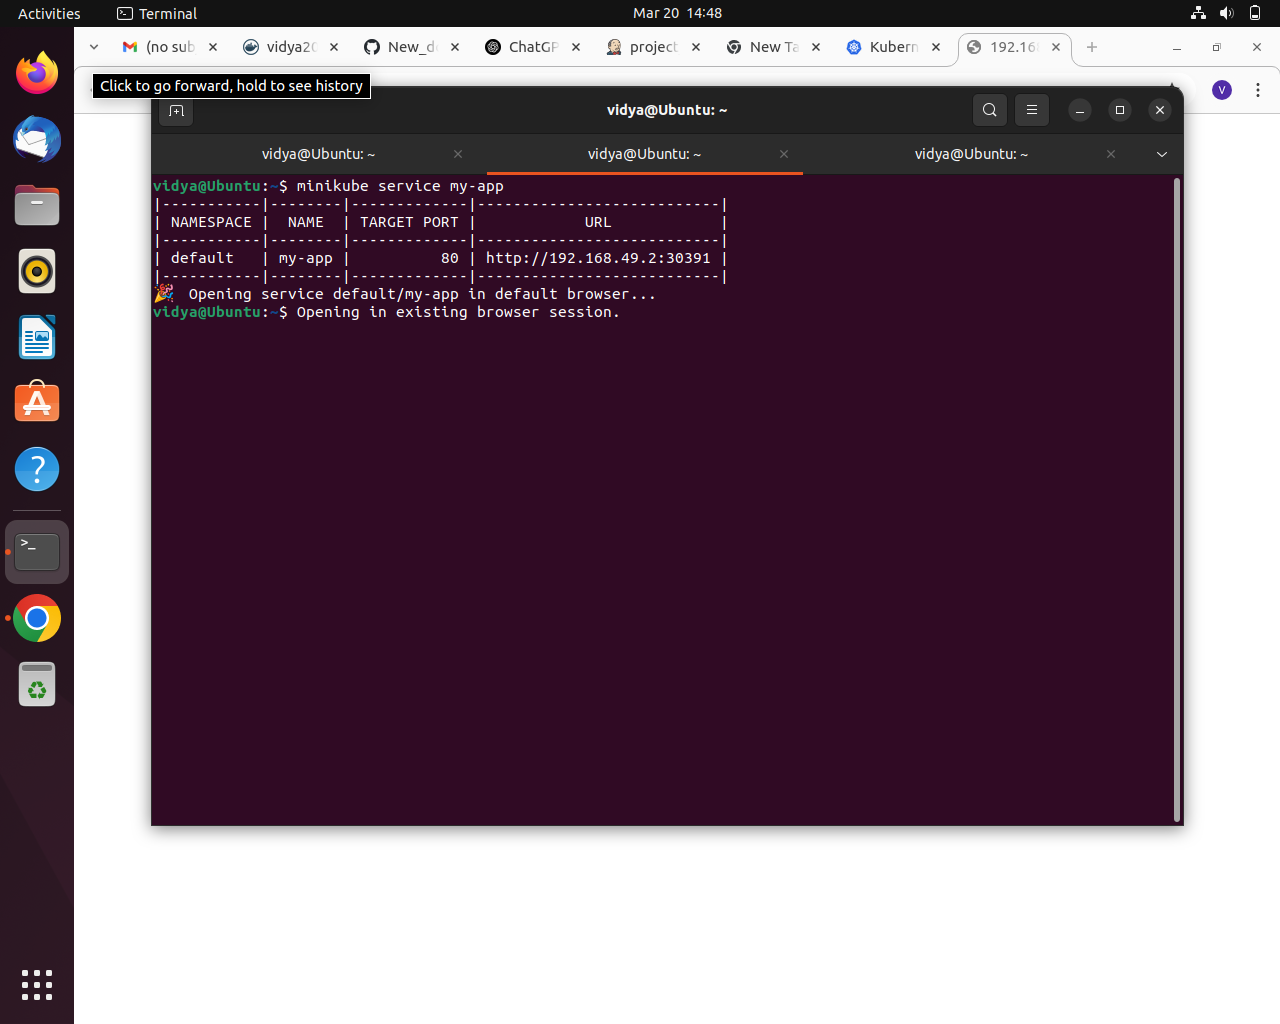 Activities Terminal Mar 20 14:48
(no sub vidya20 New_d ChatGP project New Ta Kubern 192.16
Click to go forward, hold to see history V
vidya@Ubuntu: ~
vidya@Ubuntu: ~ vidya@Ubuntu: ~ vidya@Ubuntu: ~
vidya@Ubuntu:~$ minikube service my-app
|-----------|--------|-------------|---------------------------|
| NAMESPACE |  NAME  | TARGET PORT |            URL            |
|-----------|--------|-------------|---------------------------|
| default   | my-app |          80 | http://192.168.49.2:30391 |
|-----------|--------|-------------|---------------------------|
🎉  Opening service default/my-app in default browser...
vidya@Ubuntu:~$ Opening in existing browser session.